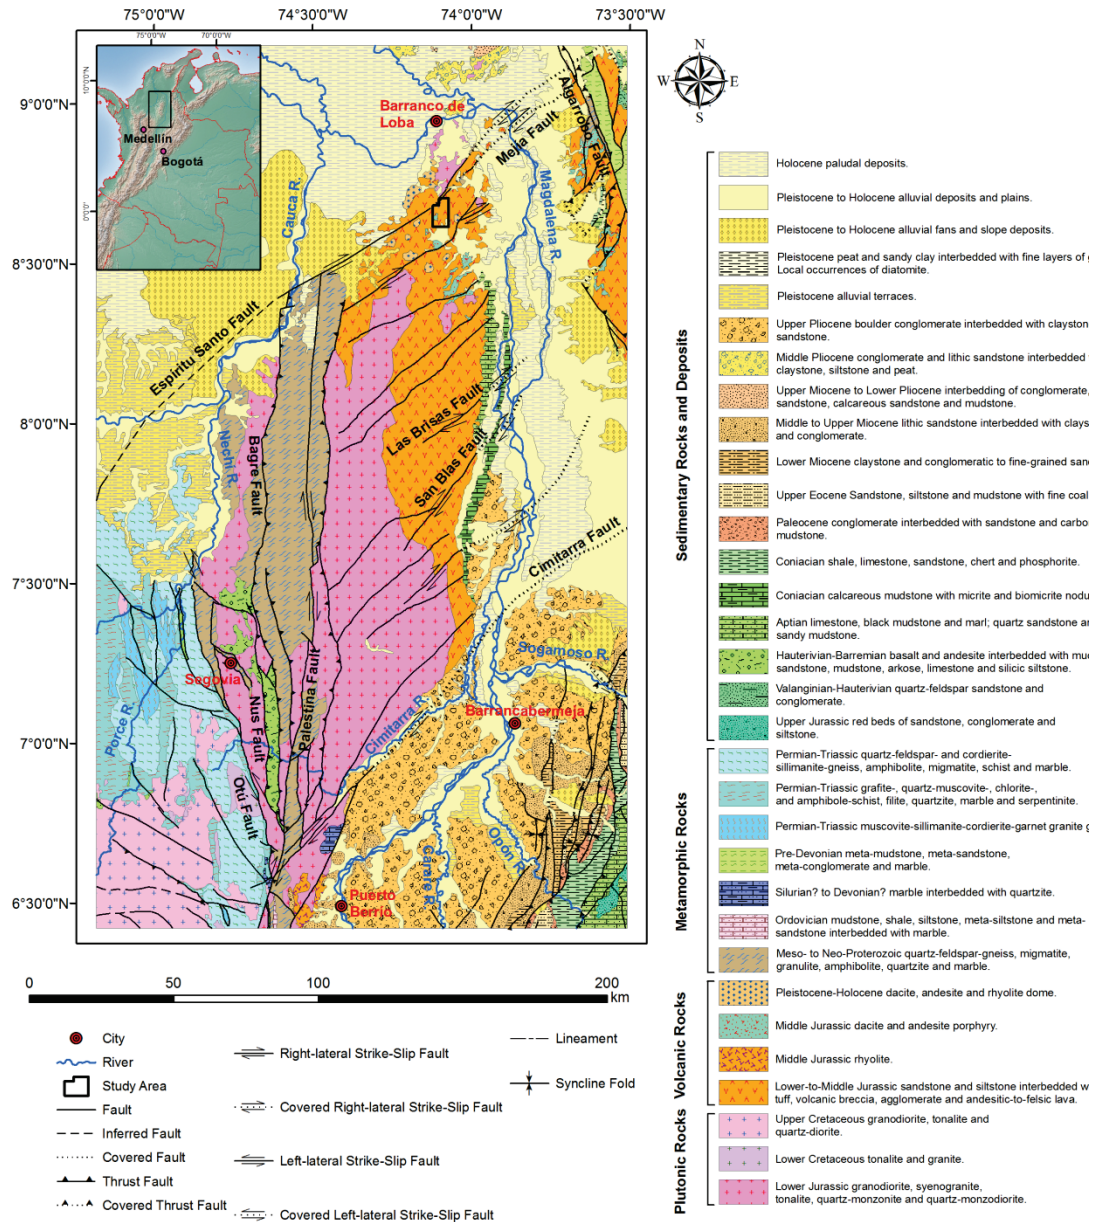 75°0'0"W
74°30'0"W
74°0'0"W
73°30'0"W
75°0'0"W
70°0'0"W
10°0'0"N
0°0'0"
Medellín
Bogotá
9°0'0"N
8°30'0"N
8°0'0"N
7°30'0"N
7°0'0"N
6°30'0"N
Barranco de
Loba
Mejia Fault
Algarrobo Fault
Magdalena R.
Cauca R.
Espiritu Santo Fault
Nechi R.
Bagre Fault
Las Brisas Fault
San Blas Fault
Cimitarra Fault
Segovia
Nus Fault
Palestina Fault
Porce R.
Otú Fault
Cimitarra R.
Sogamoso R.
Barrancabermeja
Opón R.
Carare R.
Puerto
Berrío
N
W
E
S
0
50
100
200
km
City
River
Study Area
Fault
Inferred Fault
Covered Fault
Thrust Fault
Covered Thrust Fault
Right-lateral Strike-Slip Fault
Covered Right-lateral Strike-Slip Fault
Left-lateral Strike-Slip Fault
Covered Left-lateral Strike-Slip Fault
Lineament
Syncline Fold
Sedimentary Rocks and Deposits
Holocene paludal deposits.
Pleistocene to Holocene alluvial deposits and plains.
Pleistocene to Holocene alluvial fans and slope deposits.
Pleistocene peat and sandy clay interbedded with fine layers of
Local occurrences of diatomite.
Pleistocene alluvial terraces.
Upper Pliocene boulder conglomerate interbedded with clayston
sandstone.
Middle Pliocene conglomerate and lithic sandstone interbedded
claystone, siltstone and peat.
Upper Miocene to Lower Pliocene interbedding of conglomerate,
sandstone, calcareous sandstone and mudstone.
Middle to Upper Miocene lithic sandstone interbedded with clays
and conglomerate.
Lower Miocene claystone and conglomeratic to fine-grained san
Upper Eocene Sandstone, siltstone and mudstone with fine coal
Paleocene conglomerate interbedded with sandstone and carbo
mudstone.
Coniacian shale, limestone, sandstone, chert and phosphorite.
Coniacian calcareous mudstone with micrite and biomicrite nodu
Aptian limestone, black mudstone and marl; quartz sandstone a
sandy mudstone.
Hauterivian-Barremian basalt and andesite interbedded with mu
sandstone, mudstone, arkose, limestone and silicic siltstone.
Valanginian-Hauterivian quartz-feldspar sandstone and
conglomerate.
Upper Jurassic red beds of sandstone, conglomerate and
siltstone.
Metamorphic Rocks
Permian-Triassic quartz-feldspar- and cordierite-
sillimanite-gneiss, amphibolite, migmatite, schist and marble.
Permian-Triassic grafite-, quartz-muscovite-, chlorite-,
and amphibole-schist, filite, quartzite, marble and serpentinite.
Permian-Triassic muscovite-sillimanite-cordierite-garnet granite g
Pre-Devonian meta-mudstone, meta-sandstone,
meta-conglomerate and marble.
Silurian? to Devonian? marble interbedded with quartzite.
Ordovician mudstone, shale, siltstone, meta-siltstone and meta-
sandstone interbedded with marble.
Meso- to Neo-Proterozoic quartz-feldspar-gneiss, migmatite,
granulite, amphibolite, quartzite and marble.
Volcanic Rocks
Pleistocene-Holocene dacite, andesite and rhyolite dome.
Middle Jurassic dacite and andesite porphyry.
Middle Jurassic rhyolite.
Lower-to-Middle Jurassic sandstone and siltstone interbedded w
tuff, volcanic breccia, agglomerate and andesitic-to-felsic lava.
Plutonic Rocks
Upper Cretaceous granodiorite, tonalite and
quartz-diorite.
Lower Cretaceous tonalite and granite.
Lower Jurassic granodiorite, syenogranite,
tonalite, quartz-monzonite and quartz-monzodiorite.